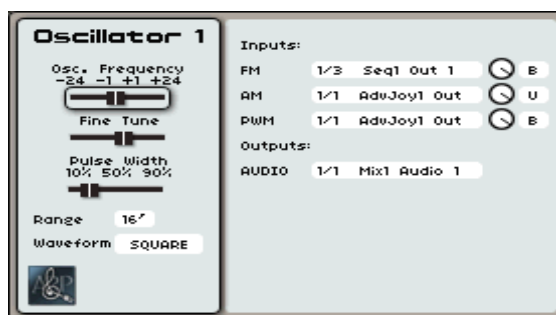 Oscillator 1
Osc. Frequency
-24 -1 +1 +24
Fine Tune
Pulse Width
10% 50% 90%
Range 16'
Waveform SQUARE
Inputs:
FM 1/3 Seq1 Out 1 B
AM 1/1 AdvJoy1 Out U
PWM 1/1 AdvJoy1 Out B
Outputs:
AUDIO 1/1 Mix1 Audio 1